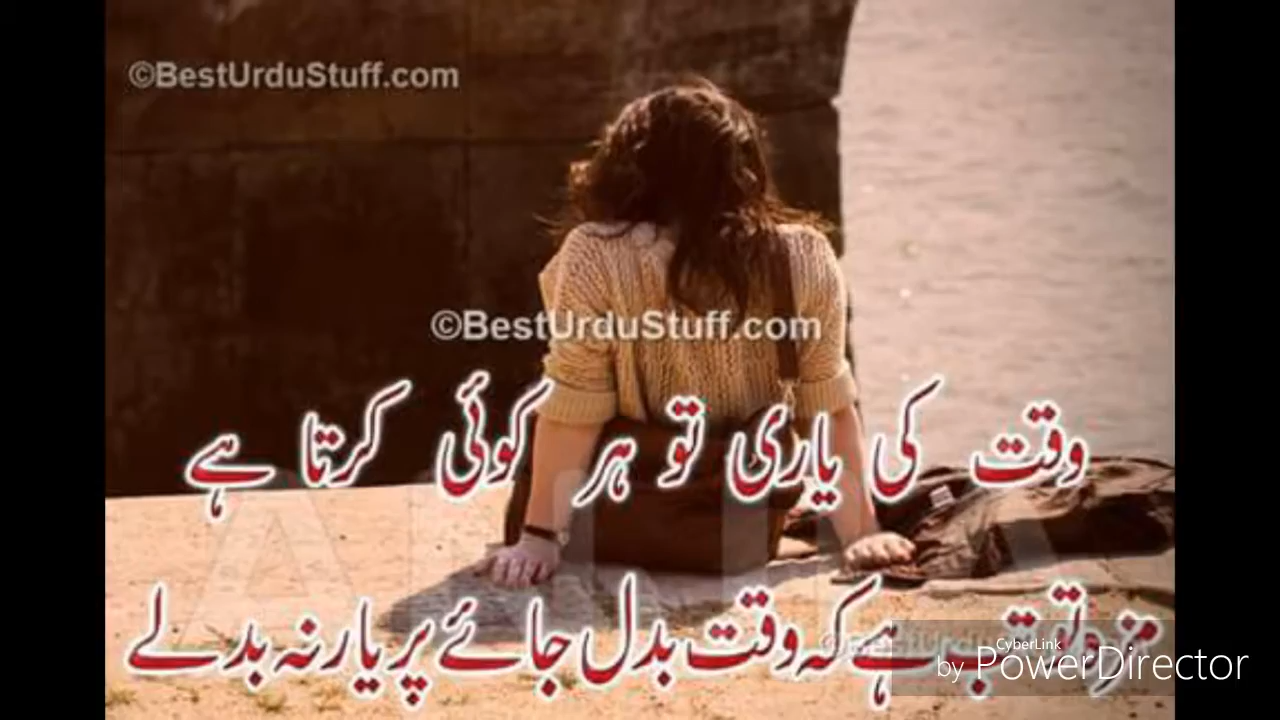 ©BestUrduStuff.com
©BestUrduStuff.com
وقت کی یاری تو ہر کوئی کرتا ہے
مزہ تو تب ہے کہ وقت بدل جائے پر یار نہ بدلے
CyberLink
by PowerDirector